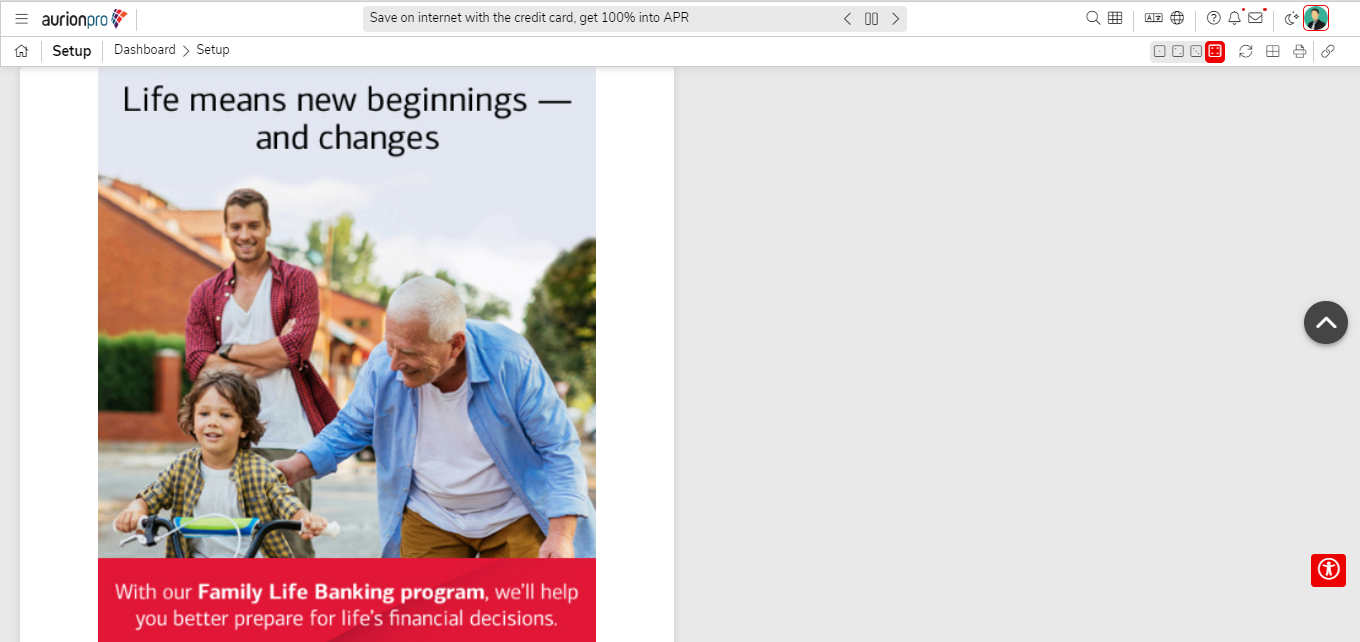 aurionpro
Save on internet with the credit card, get 100% into APR
Setup
Dashboard > Setup
Life means new beginnings —
and changes
With our Family Life Banking program, we'll help
you better prepare for life's financial decisions.